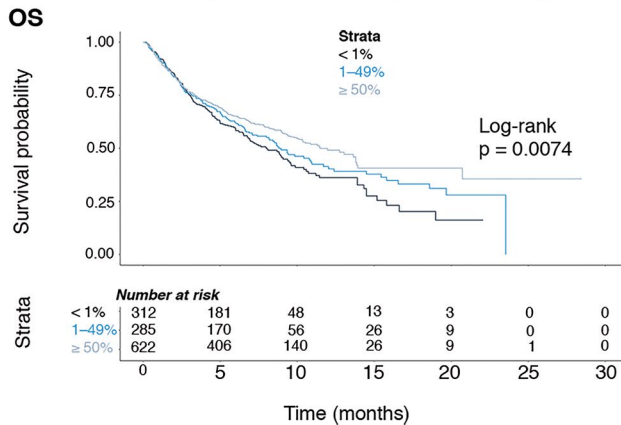 OS
Survival probability
1.00
0.75
0.50
0.25
0.00
Strata
< 1%
1–49%
≥ 50%
Log-rank
p = 0.0074
Number at risk
Strata
< 1% 312 181 48 13 3 0 0
1–49% 285 170 56 26 9 0 0
≥ 50% 622 406 140 26 9 1 0
0 5 10 15 20 25 30
Time (months)